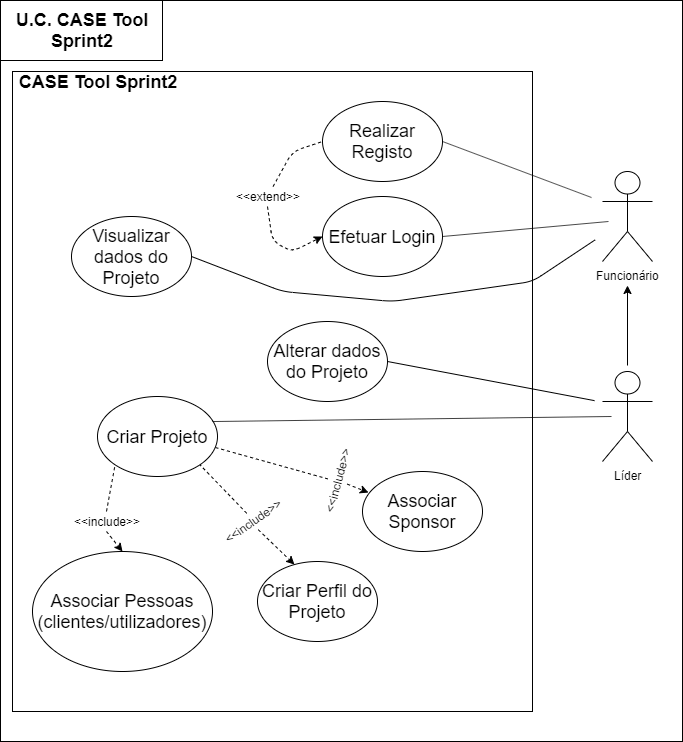 U.C. CASE Tool
Sprint2
CASE Tool Sprint2
Realizar
Registo
<<extend>>
Efetuar Login
Visualizar
dados do
Projeto
Funcionário
Alterar dados
do Projeto
Criar Projeto
Líder
<<include>>
Associar
Sponsor
<<include>>
<<include>>
Associar Pessoas
(clientes/utilizadores)
Criar Perfil do
Projeto